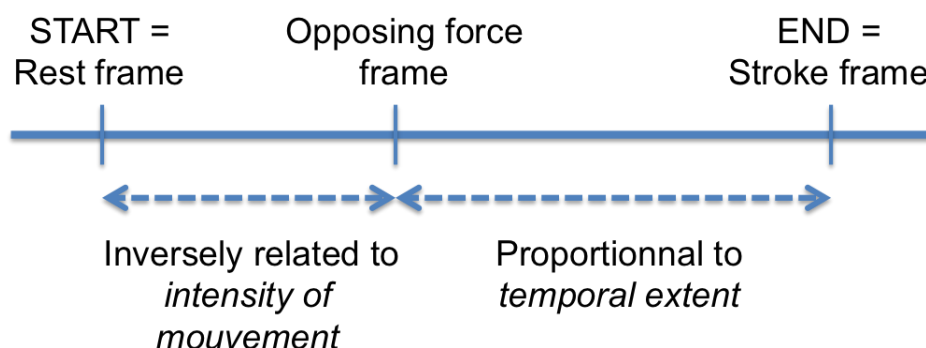 START =
Rest frame
Opposing force
frame
END =
Stroke frame
Inversely related to
intensity of
mouvement
Proportionnal to
temporal extent